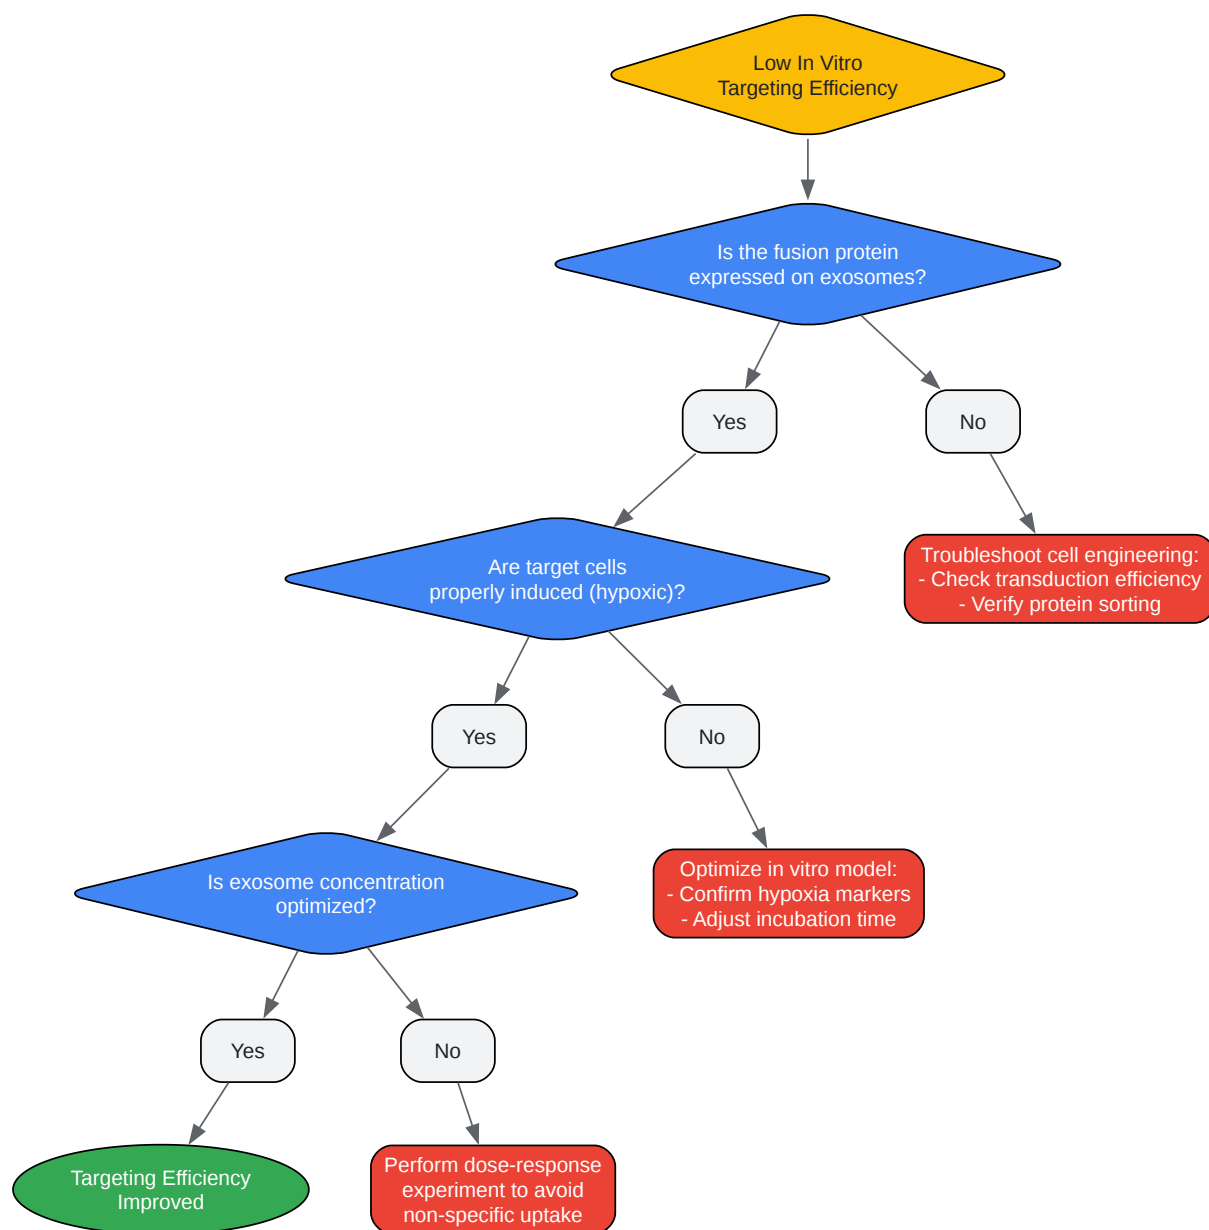 Low In Vitro
Targeting Efficiency
Is the fusion protein
expressed on exosomes?
Yes
No
Troubleshoot cell engineering:
- Check transduction efficiency
- Verify protein sorting
Are target cells
properly induced (hypoxic)?
Yes
No
Optimize in vitro model:
- Confirm hypoxia markers
- Adjust incubation time
Is exosome concentration
optimized?
Yes
No
Targeting Efficiency
Improved
Perform dose-response
experiment to avoid
non-specific uptake